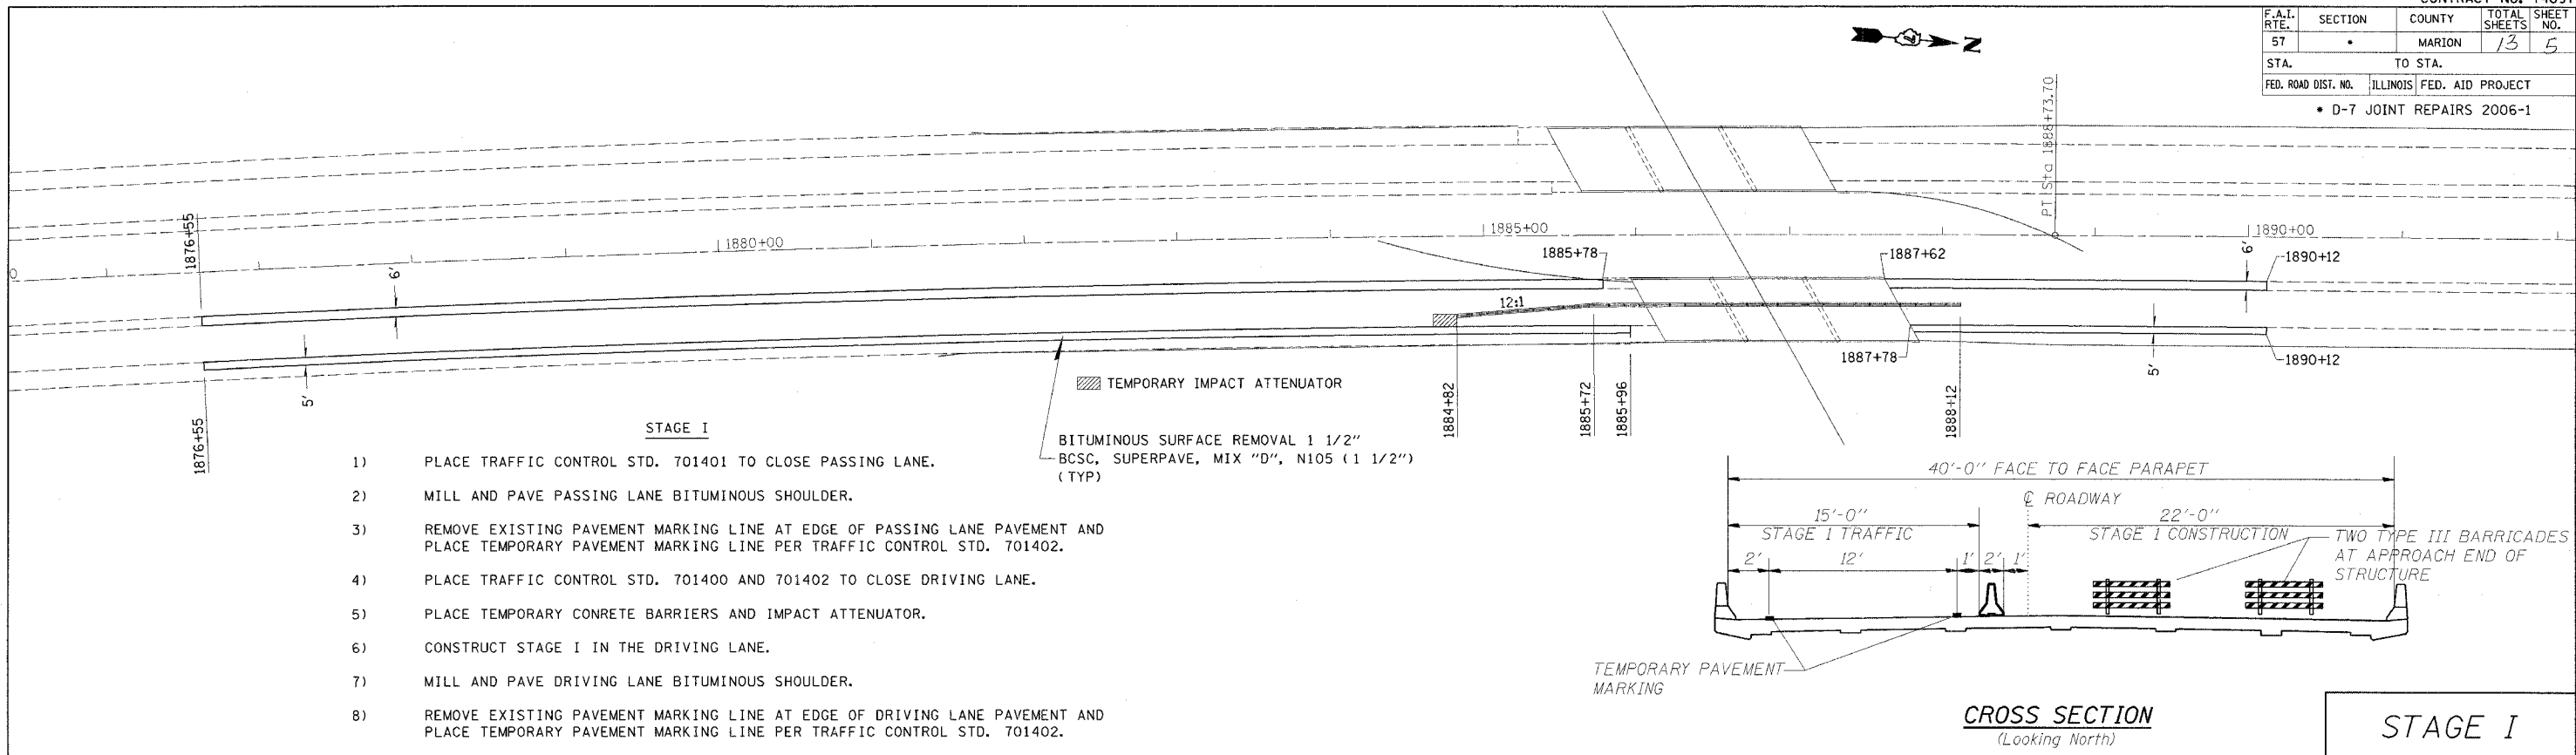 F.A.I. RTE. SECTION COUNTY TOTAL SHEETS SHEET NO.
57 • MARION 13 5
STA. TO STA.
FED. ROAD DIST. NO. ILLINOIS FED. AID PROJECT
* D-7 JOINT REPAIRS 2006-1
N
PT Sta 1888+73.70
1876+55
1880+00
1885+00
1890+00
6'
1885+78
1887+62
6'
1890+12
12:1
5'
1887+78
5'
1890+12
1876+55
1884+82
1885+72
1885+96
1888+12
TEMPORARY IMPACT ATTENUATOR
BITUMINOUS SURFACE REMOVAL 1 1/2"
BCSC, SUPERPAVE, MIX "D", N105 (1 1/2")
(TYP)
STAGE I
1) PLACE TRAFFIC CONTROL STD. 701401 TO CLOSE PASSING LANE.
2) MILL AND PAVE PASSING LANE BITUMINOUS SHOULDER.
3) REMOVE EXISTING PAVEMENT MARKING LINE AT EDGE OF PASSING LANE PAVEMENT AND
PLACE TEMPORARY PAVEMENT MARKING LINE PER TRAFFIC CONTROL STD. 701402.
4) PLACE TRAFFIC CONTROL STD. 701400 AND 701402 TO CLOSE DRIVING LANE.
5) PLACE TEMPORARY CONRETE BARRIERS AND IMPACT ATTENUATOR.
6) CONSTRUCT STAGE I IN THE DRIVING LANE.
7) MILL AND PAVE DRIVING LANE BITUMINOUS SHOULDER.
8) REMOVE EXISTING PAVEMENT MARKING LINE AT EDGE OF DRIVING LANE PAVEMENT AND
PLACE TEMPORARY PAVEMENT MARKING LINE PER TRAFFIC CONTROL STD. 701402.
40'-0" FACE TO FACE PARAPET
℄ ROADWAY
15'-0"
STAGE 1 TRAFFIC
22'-0"
STAGE 1 CONSTRUCTION
2' 12' 1' 2' 1'
TWO TYPE III BARRICADES
AT APPROACH END OF
STRUCTURE
TEMPORARY PAVEMENT
MARKING
CROSS SECTION
(Looking North)
STAGE I